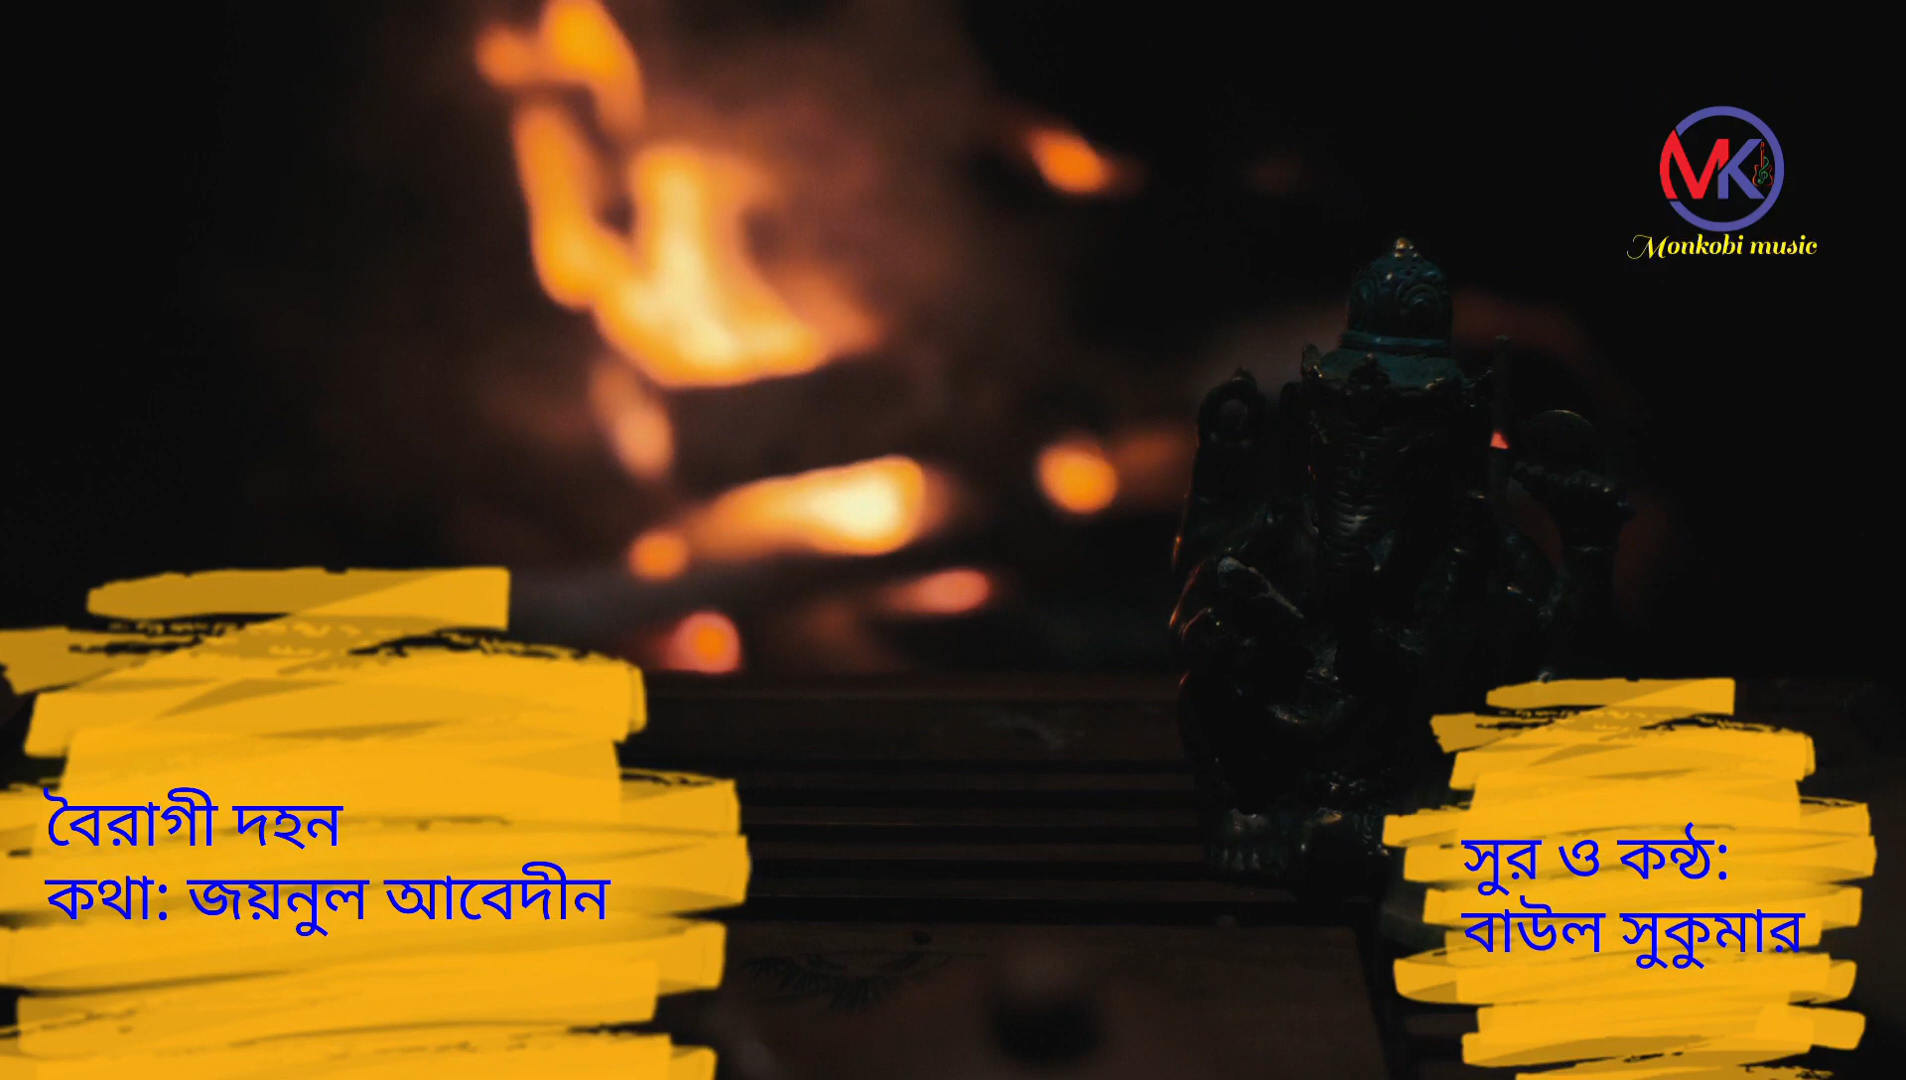 MK
Monkobi music
বৈরাগী দহন
কথা: জয়নুল আবেদীন
সুর ও কন্ঠ:
বাউল সুকুমার